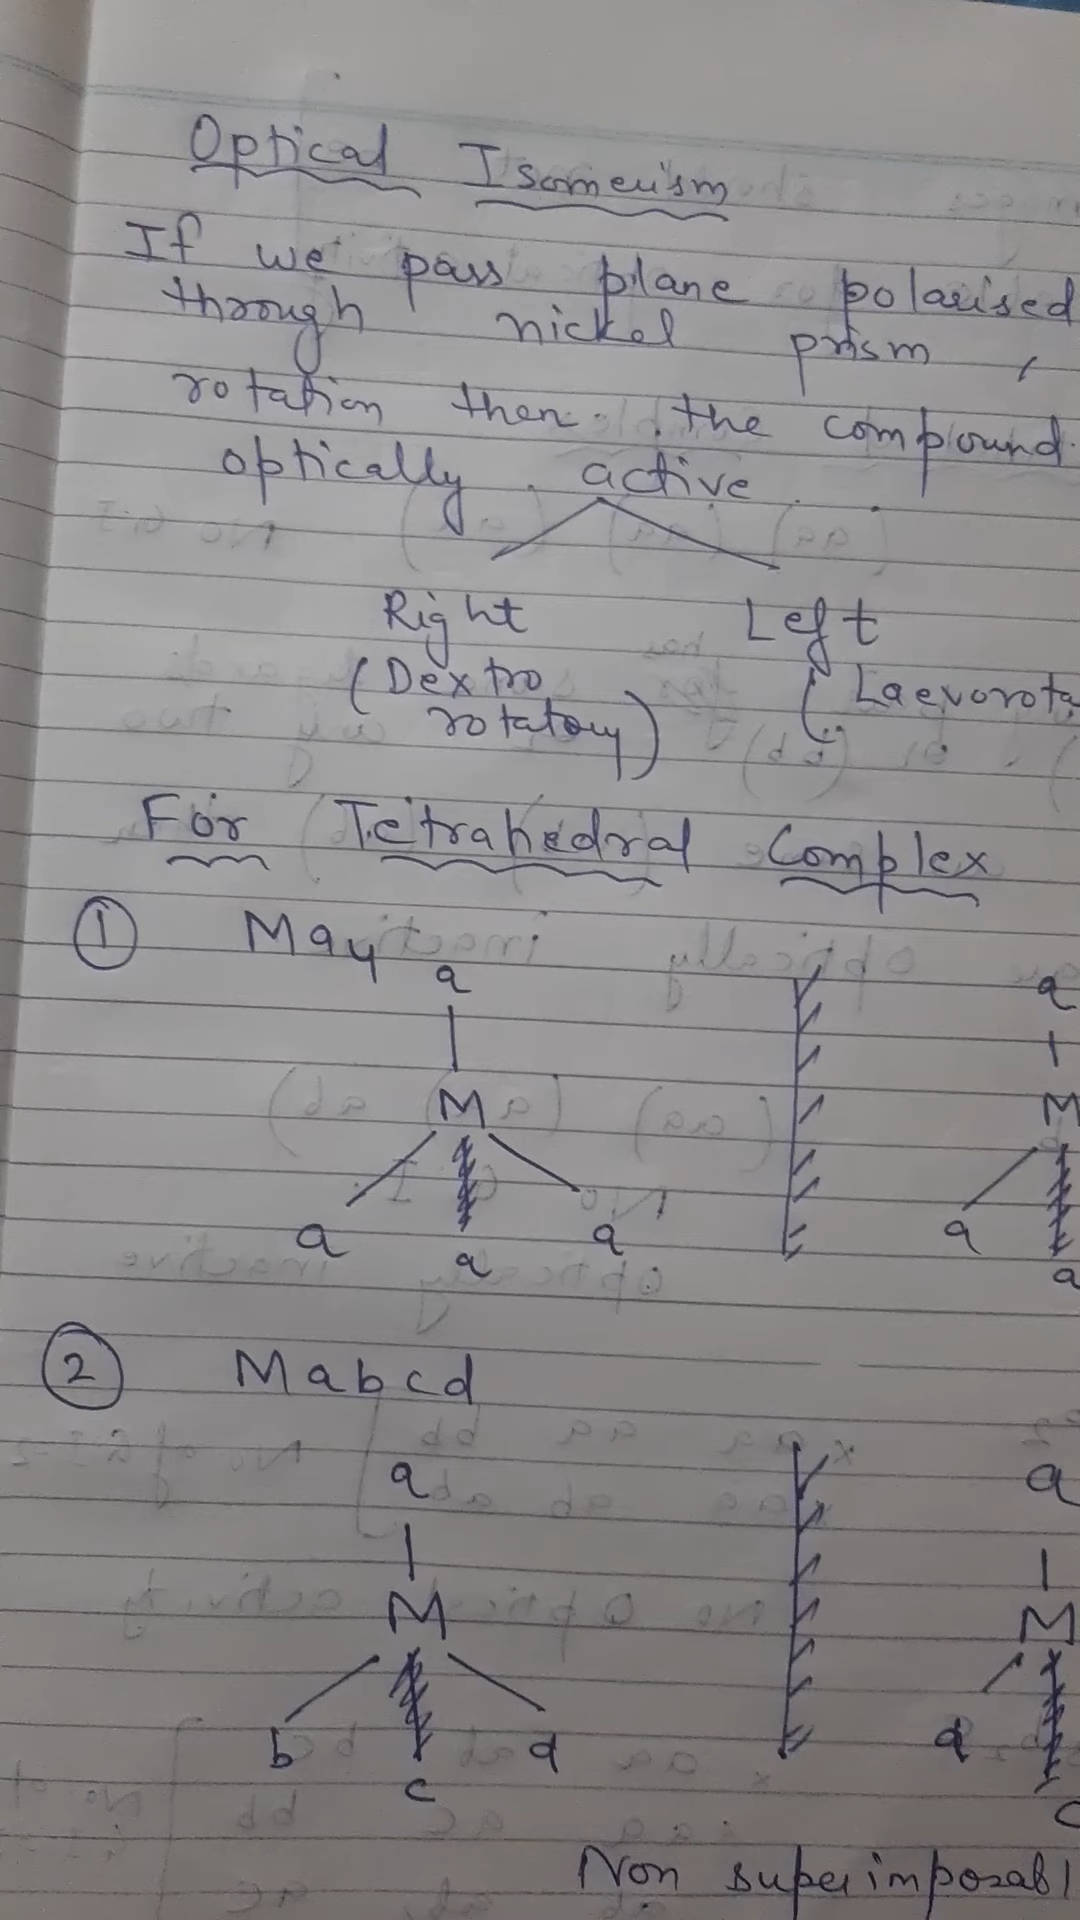 Optical Isomerism
If we pass plane polarised
through nickel prism,
rotation then the compound
optically active.
Right Left
(Dextro (Laevorota
rotatory)
For Tetrahedral Complex
① Ma4
a a
M M
a a a a a
② Mabcd
a a
M M
b c d d c
Non superimposabl